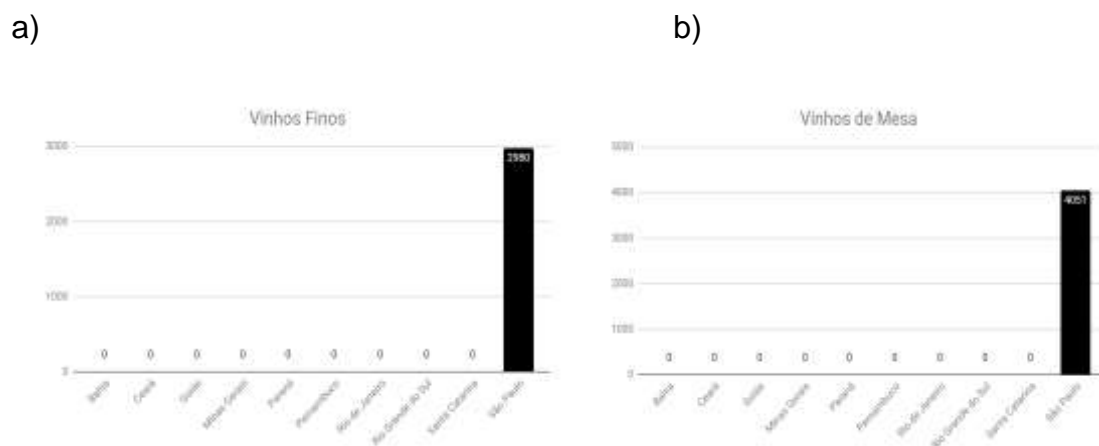 a)
b)
Vinhos Finos
3000
2980
2000
1000
0 0 0 0 0 0 0 0 0
0
Bahia
Ceará
Goiás
Minas Gerais
Paraná
Pernambuco
Rio de Janeiro
Rio Grande do Sul
Santa Catarina
São Paulo
Vinhos de Mesa
5000
4000
4051
3000
2000
1000
0 0 0 0 0 0 0 0 0
0
Bahia
Ceará
Goiás
Minas Gerais
Paraná
Pernambuco
Rio de Janeiro
Rio Grande do Sul
Santa Catarina
São Paulo